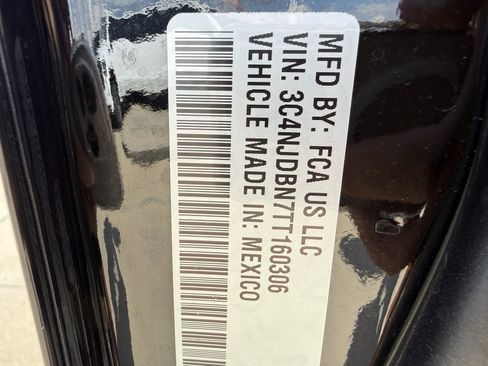 MFD BY: FCA US LLC
VIN: 3C4NJDBN7TT160306
VEHICLE MADE IN: MEXICO